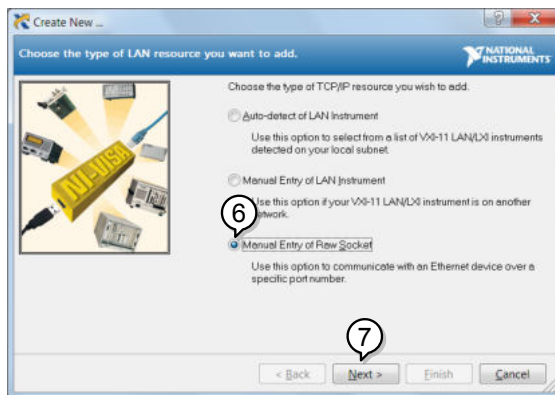 Create New ...
Choose the type of LAN resource you want to add.
NATIONAL
INSTRUMENTS
Choose the type of TCP/IP resource you wish to add.
Auto-detect of LAN Instrument
Use this option to select from a list of VXI-11 LAN/LXI instruments
detected on your local subnet.
Manual Entry of LAN Instrument
Use this option if your VXI-11 LAN/LXI instrument is on another
network.
6
Manual Entry of Raw Socket
Use this option to communicate with an Ethernet device over a
specific port number.
NI-VISA
7
< Back
Next >
Finish
Cancel